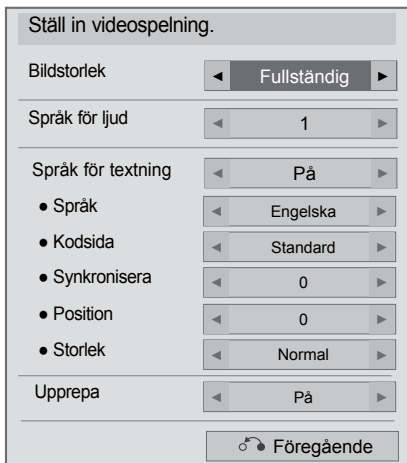 Ställ in videospelning.
Bildstorlek ◄ Fullständig ►
Språk för ljud ◄ 1 ►
Språk för textning ◄ På ►
● Språk ◄ Engelska ►
● Kodsida ◄ Standard ►
● Synkronisera ◄ 0 ►
● Position ◄ 0 ►
● Storlek ◄ Normal ►
Upprepa ◄ På ►
Föregående